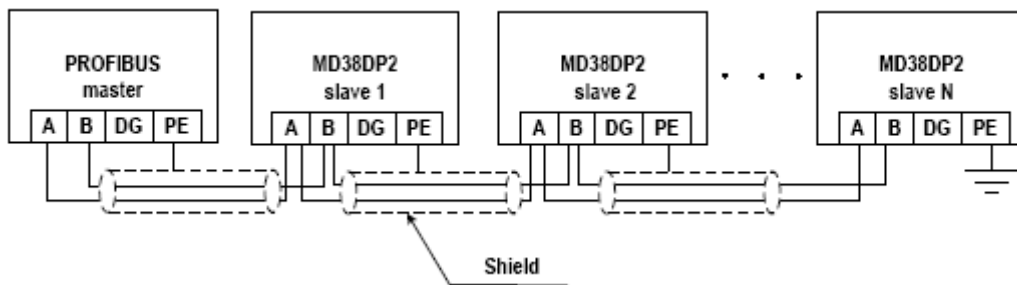 PROFIBUS
master
A B DG PE
MD38DP2
slave 1
A B DG PE
MD38DP2
slave 2
A B DG PE
MD38DP2
slave N
A B DG PE
Shield